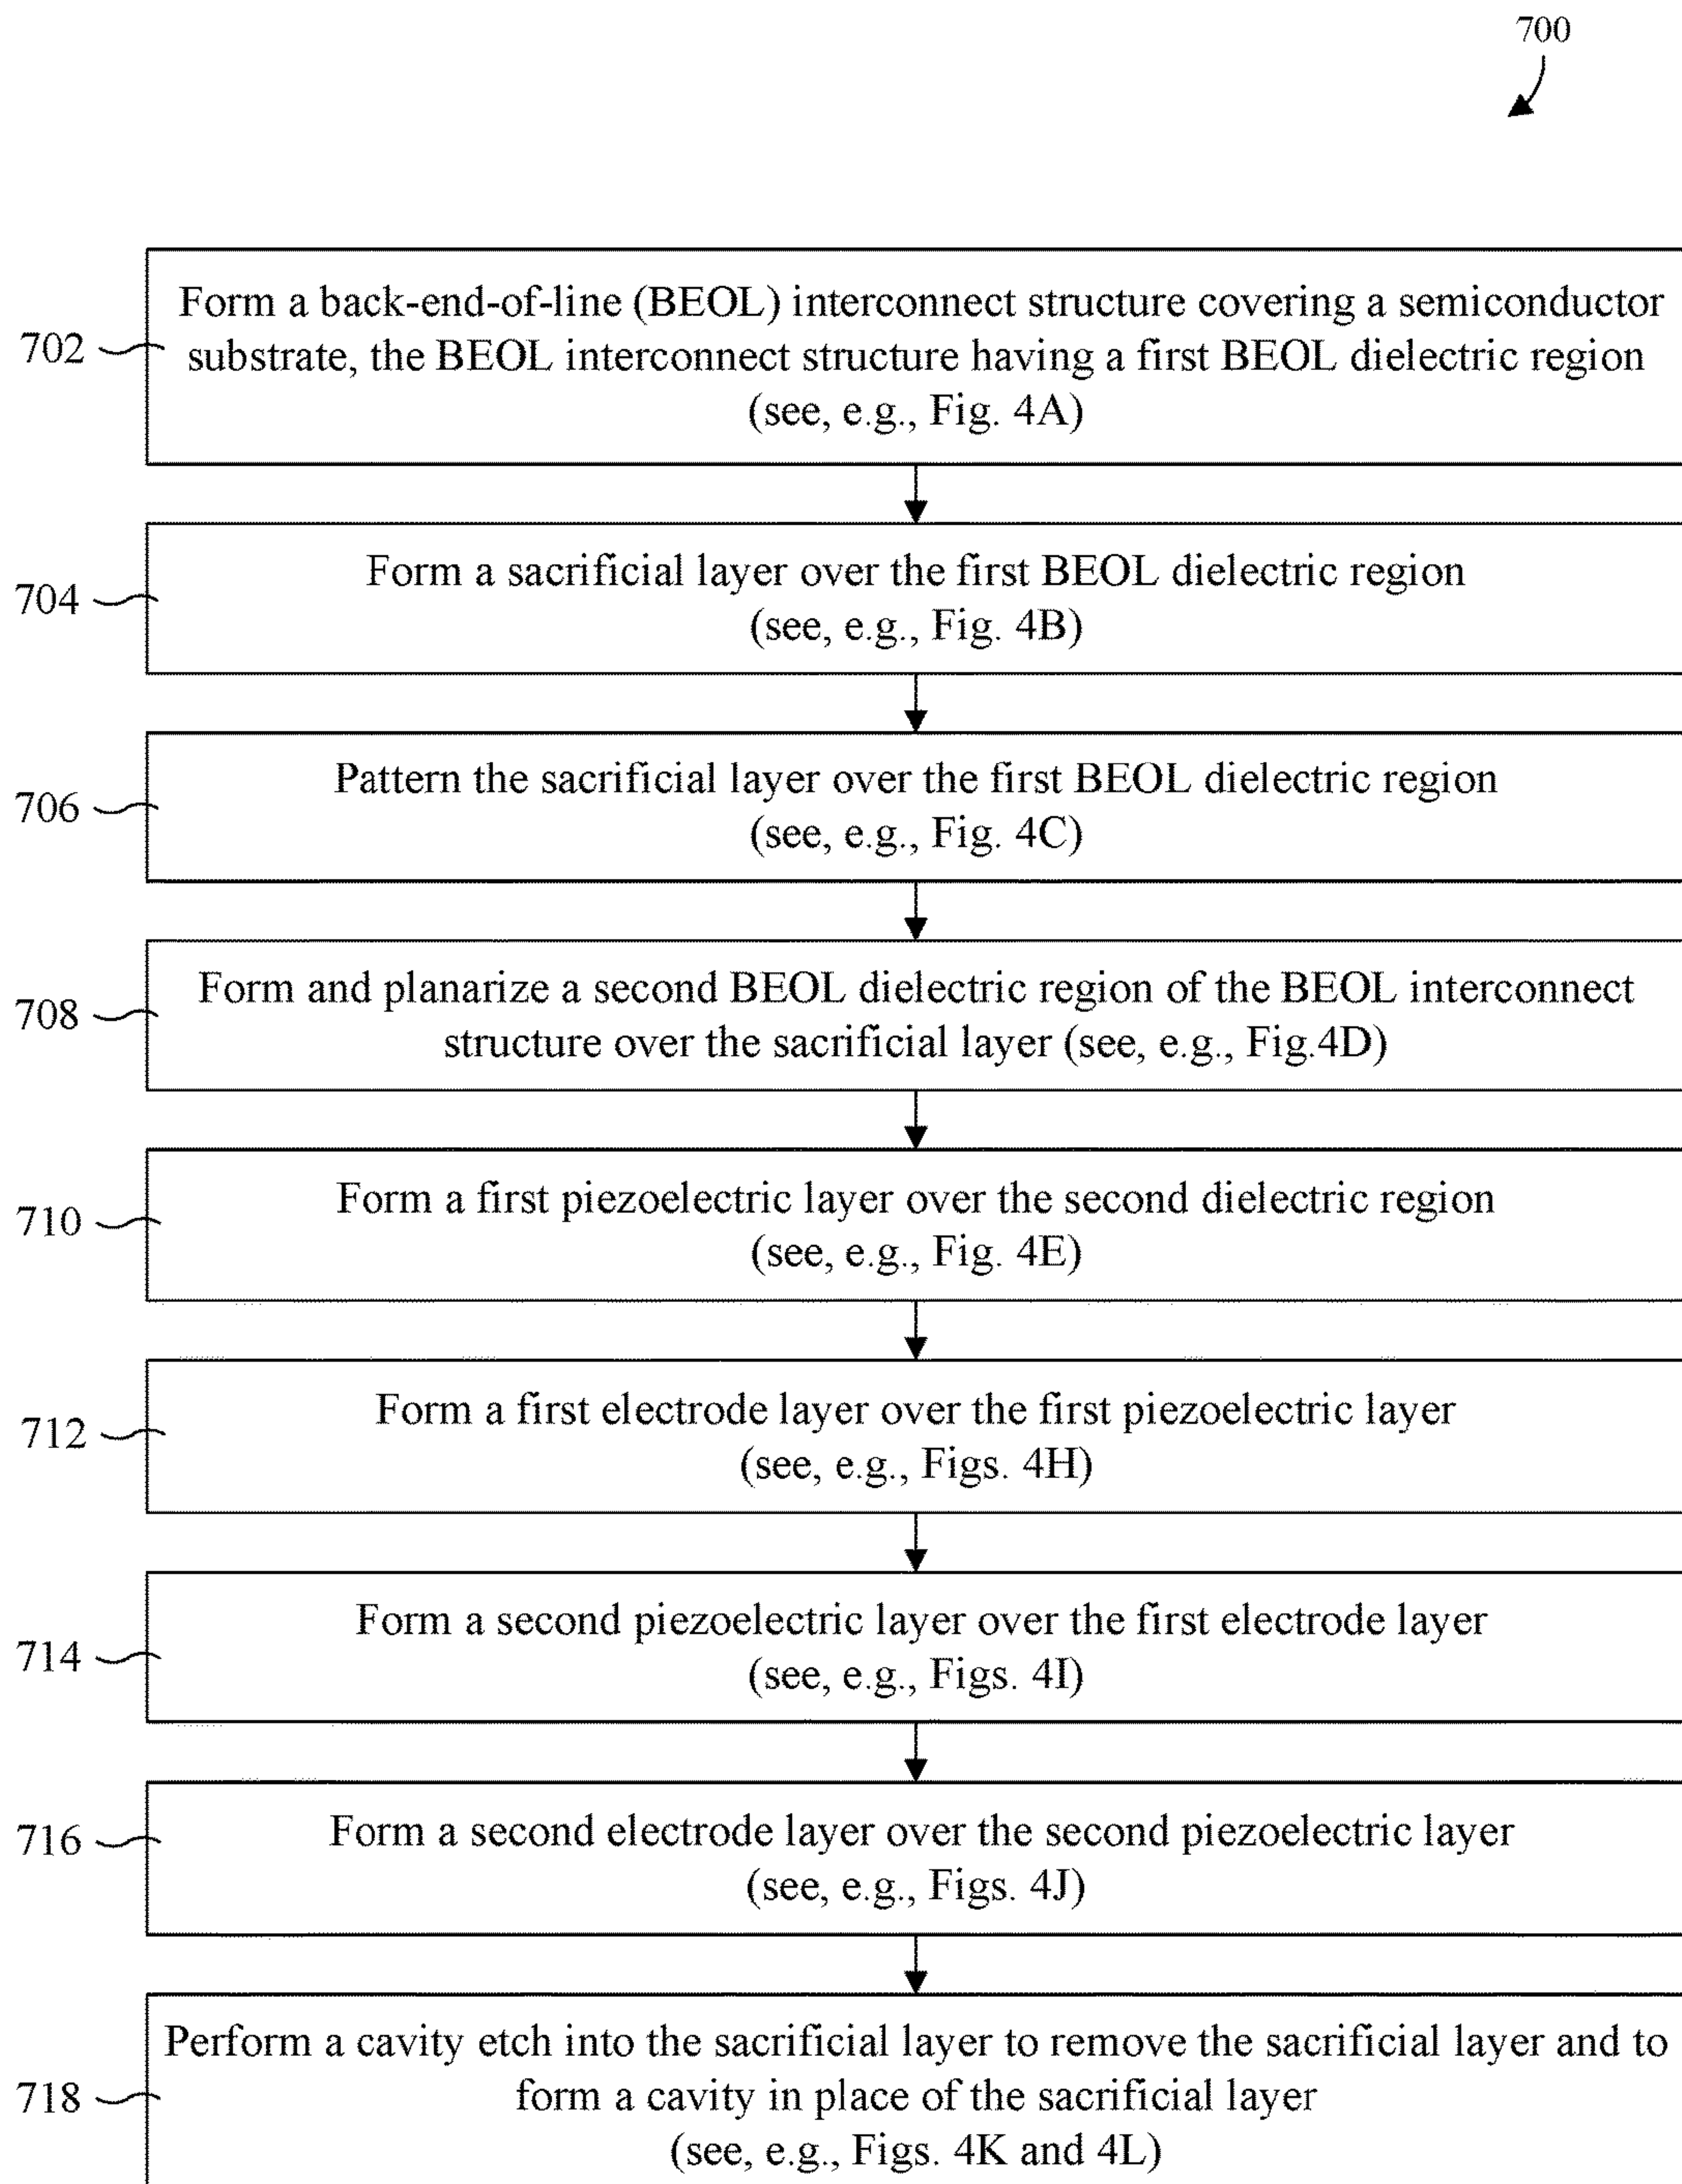 700
Form a back-end-of-line (BEOL) interconnect structure covering a semiconductor
702
substrate, the BEOL interconnect structure having a first BEOL dielectric region
(see, e.g., Fig. 4A)
Form a sacrificial layer over the first BEOL dielectric region
704
(see, e.g., Fig. 4B)
Pattern the sacrificial layer over the first BEOL dielectric region
706
(see, e.g., Fig. 4C)
Form and planarize a second BEOL dielectric region of the BEOL interconnect
708
structure over the sacrificial layer (see, e.g., Fig.4D)
Form a first piezoelectric layer over the second dielectric region
710
(see, e.g., Fig. 4E)
Form a first electrode layer over the first piezoelectric layer
712
(see, e.g., Figs. 4H)
Form a second piezoelectric layer over the first electrode layer
714
(see, e.g., Figs. 4I)
Form a second electrode layer over the second piezoelectric layer
716
(see, e.g., Figs. 4J)
Perform a cavity etch into the sacrificial layer to remove the sacrificial layer and to
718
form a cavity in place of the sacrificial layer
(see, e.g., Figs. 4K and 4L)